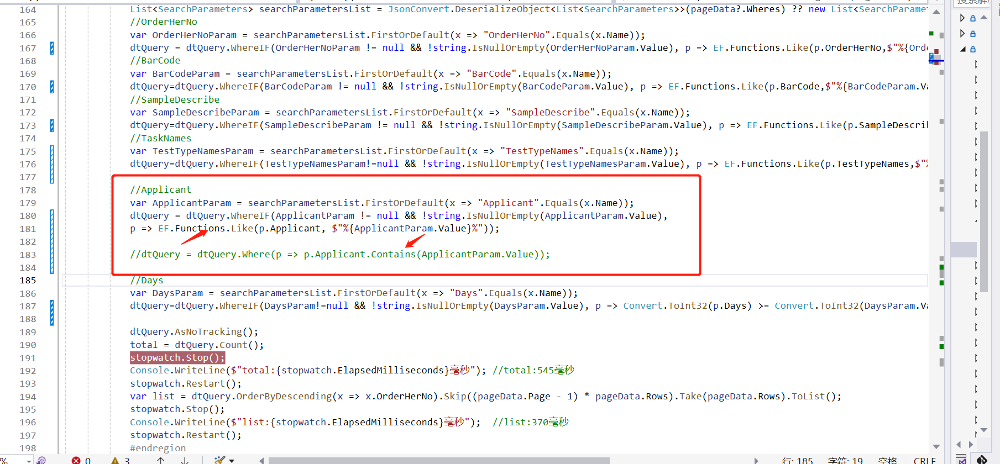 164 List<SearchParameters> searchParametersList = JsonConvert.DeserializeObject<List<SearchParameters>>(pageData?.Wheres) ?? new List<SearchParamet
165 //OrderHerNo
166 var OrderHerNoParam = searchParametersList.FirstOrDefault(x => "OrderHerNo".Equals(x.Name));
167 dtQuery = dtQuery.WhereIF(OrderHerNoParam != null && !string.IsNullOrEmpty(OrderHerNoParam.Value), p => EF.Functions.Like(p.OrderHerNo,$"%{Orde
168 //BarCode
169 var BarCodeParam = searchParametersList.FirstOrDefault(x => "BarCode".Equals(x.Name));
170 dtQuery=dtQuery.WhereIF(BarCodeParam != null && !string.IsNullOrEmpty(BarCodeParam.Value), p => EF.Functions.Like(p.BarCode,$"%{BarCodeParam.Va
171 //SampleDescribe
172 var SampleDescribeParam = searchParametersList.FirstOrDefault(x => "SampleDescribe".Equals(x.Name));
173 dtQuery=dtQuery.WhereIF(SampleDescribeParam != null && !string.IsNullOrEmpty(SampleDescribeParam.Value), p => EF.Functions.Like(p.SampleDescrib
174 //TaskNames
175 var TestTypeNamesParam = searchParametersList.FirstOrDefault(x => "TestTypeNames".Equals(x.Name));
176 dtQuery=dtQuery.WhereIF(TestTypeNamesParam!=null && !string.IsNullOrEmpty(TestTypeNamesParam.Value), p => EF.Functions.Like(p.TestTypeNames,$"%
177
178 //Applicant
179 var ApplicantParam = searchParametersList.FirstOrDefault(x => "Applicant".Equals(x.Name));
180 dtQuery = dtQuery.WhereIF(ApplicantParam != null && !string.IsNullOrEmpty(ApplicantParam.Value),
181 p => EF.Functions.Like(p.Applicant, $"%{ApplicantParam.Value}%"));
182
183 //dtQuery = dtQuery.Where(p => p.Applicant.Contains(ApplicantParam.Value));
184
185 //Days
186 var DaysParam = searchParametersList.FirstOrDefault(x => "Days".Equals(x.Name));
187 dtQuery=dtQuery.WhereIF(DaysParam!=null && !string.IsNullOrEmpty(DaysParam.Value), p => Convert.ToInt32(p.Days) >= Convert.ToInt32(DaysParam.Va
188
189 dtQuery.AsNoTracking();
190 total = dtQuery.Count();
191 stopwatch.Stop();
192 Console.WriteLine($"total:{stopwatch.ElapsedMilliseconds}毫秒"); //total:545毫秒
193 stopwatch.Restart();
194 var list = dtQuery.OrderByDescending(x => x.OrderHerNo).Skip((pageData.Page - 1) * pageData.Rows).Take(pageData.Rows).ToList();
195 stopwatch.Stop();
196 Console.WriteLine($"list:{stopwatch.ElapsedMilliseconds}毫秒"); //list:370毫秒
197 stopwatch.Restart();
198 #endregion
% 0 3 行: 185 字符: 19 空格 CRLF